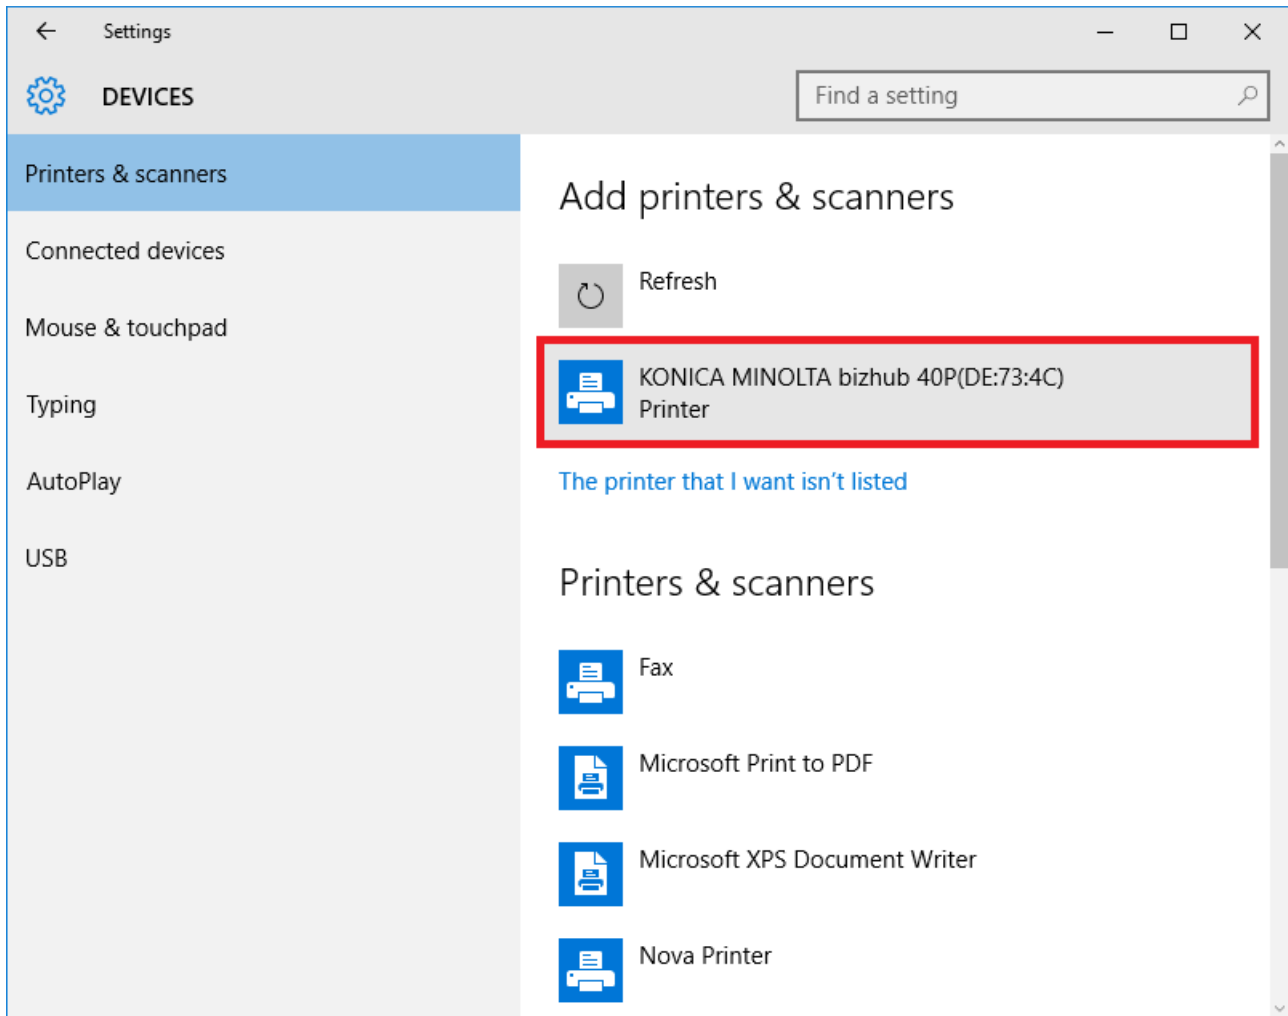 Settings
DEVICES
Find a setting
Printers & scanners
Connected devices
Mouse & touchpad
Typing
AutoPlay
USB
Add printers & scanners
Refresh
KONICA MINOLTA bizhub 40P(DE:73:4C)
Printer
The printer that I want isn’t listed
Printers & scanners
Fax
Microsoft Print to PDF
Microsoft XPS Document Writer
Nova Printer